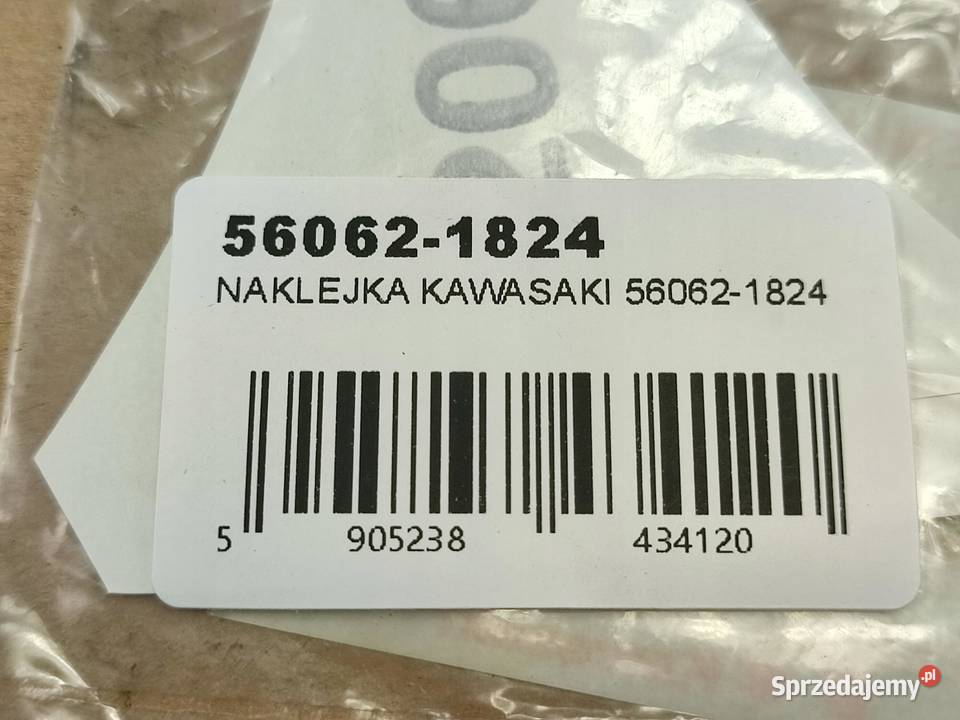 56062-1824
NAKLEJKA KAWASAKI 56062-1824
5 905238 434120
Sprzedajemy.pl